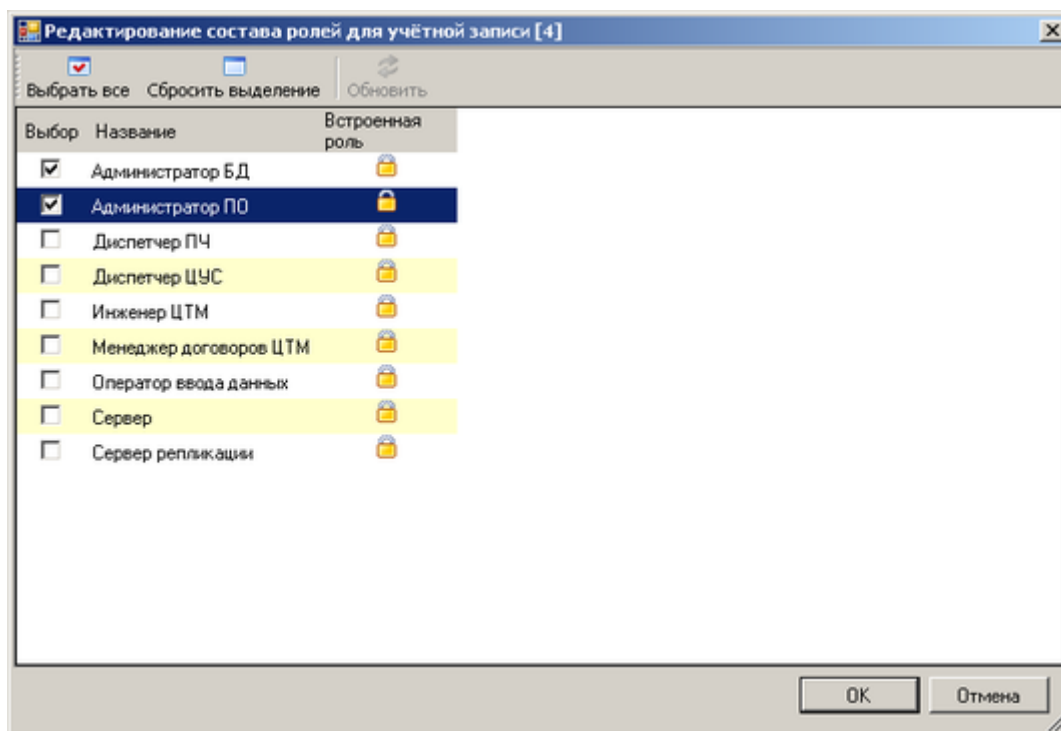 Редактирование состава ролей для учётной записи [4]
Выбрать все Сбросить выделение Обновить
Выбор Название Встроенная
роль
Администратор БД
Администратор ПО
Диспетчер ПЧ
Диспетчер ЦУС
Инженер ЦТМ
Менеджер договоров ЦТМ
Оператор ввода данных
Сервер
Сервер репликации
OK Отмена